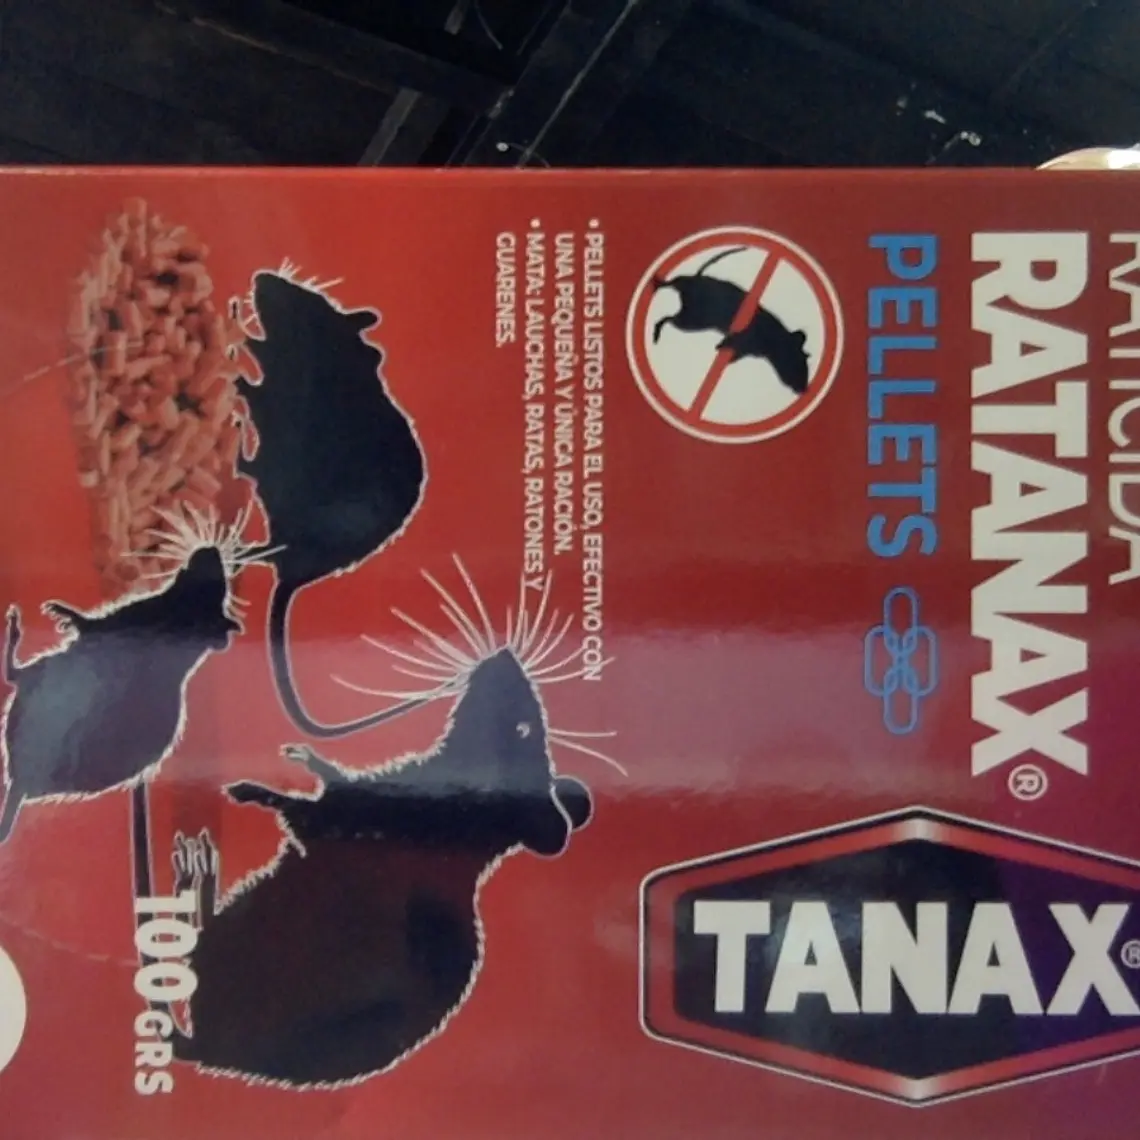 RATICIDA
RATANAX®
PELLETS
TANAX®
• PELLETS LISTOS PARA EL USO, EFECTIVO CON
UNA PEQUEÑA Y ÚNICA RACIÓN.
• MATA: LAUCHAS, RATAS, RATONES Y
GUARENES.
100 GRS